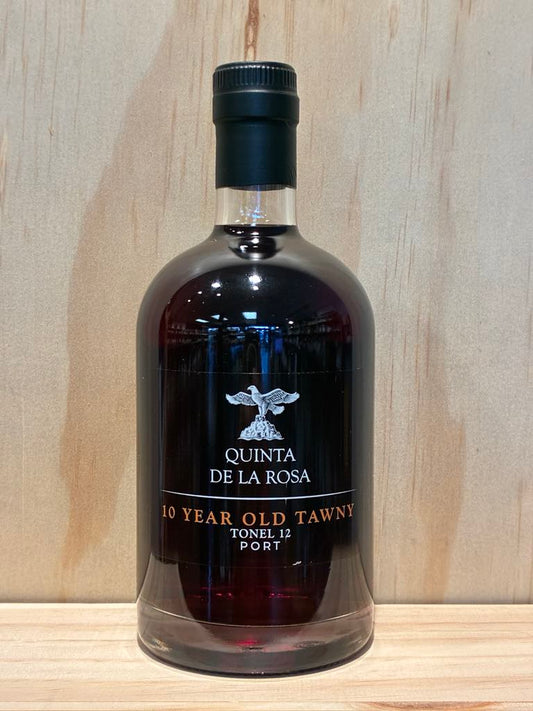 QUINTA
DE LA ROSA
10 YEAR OLD TAWNY
TONEL 12
PORT